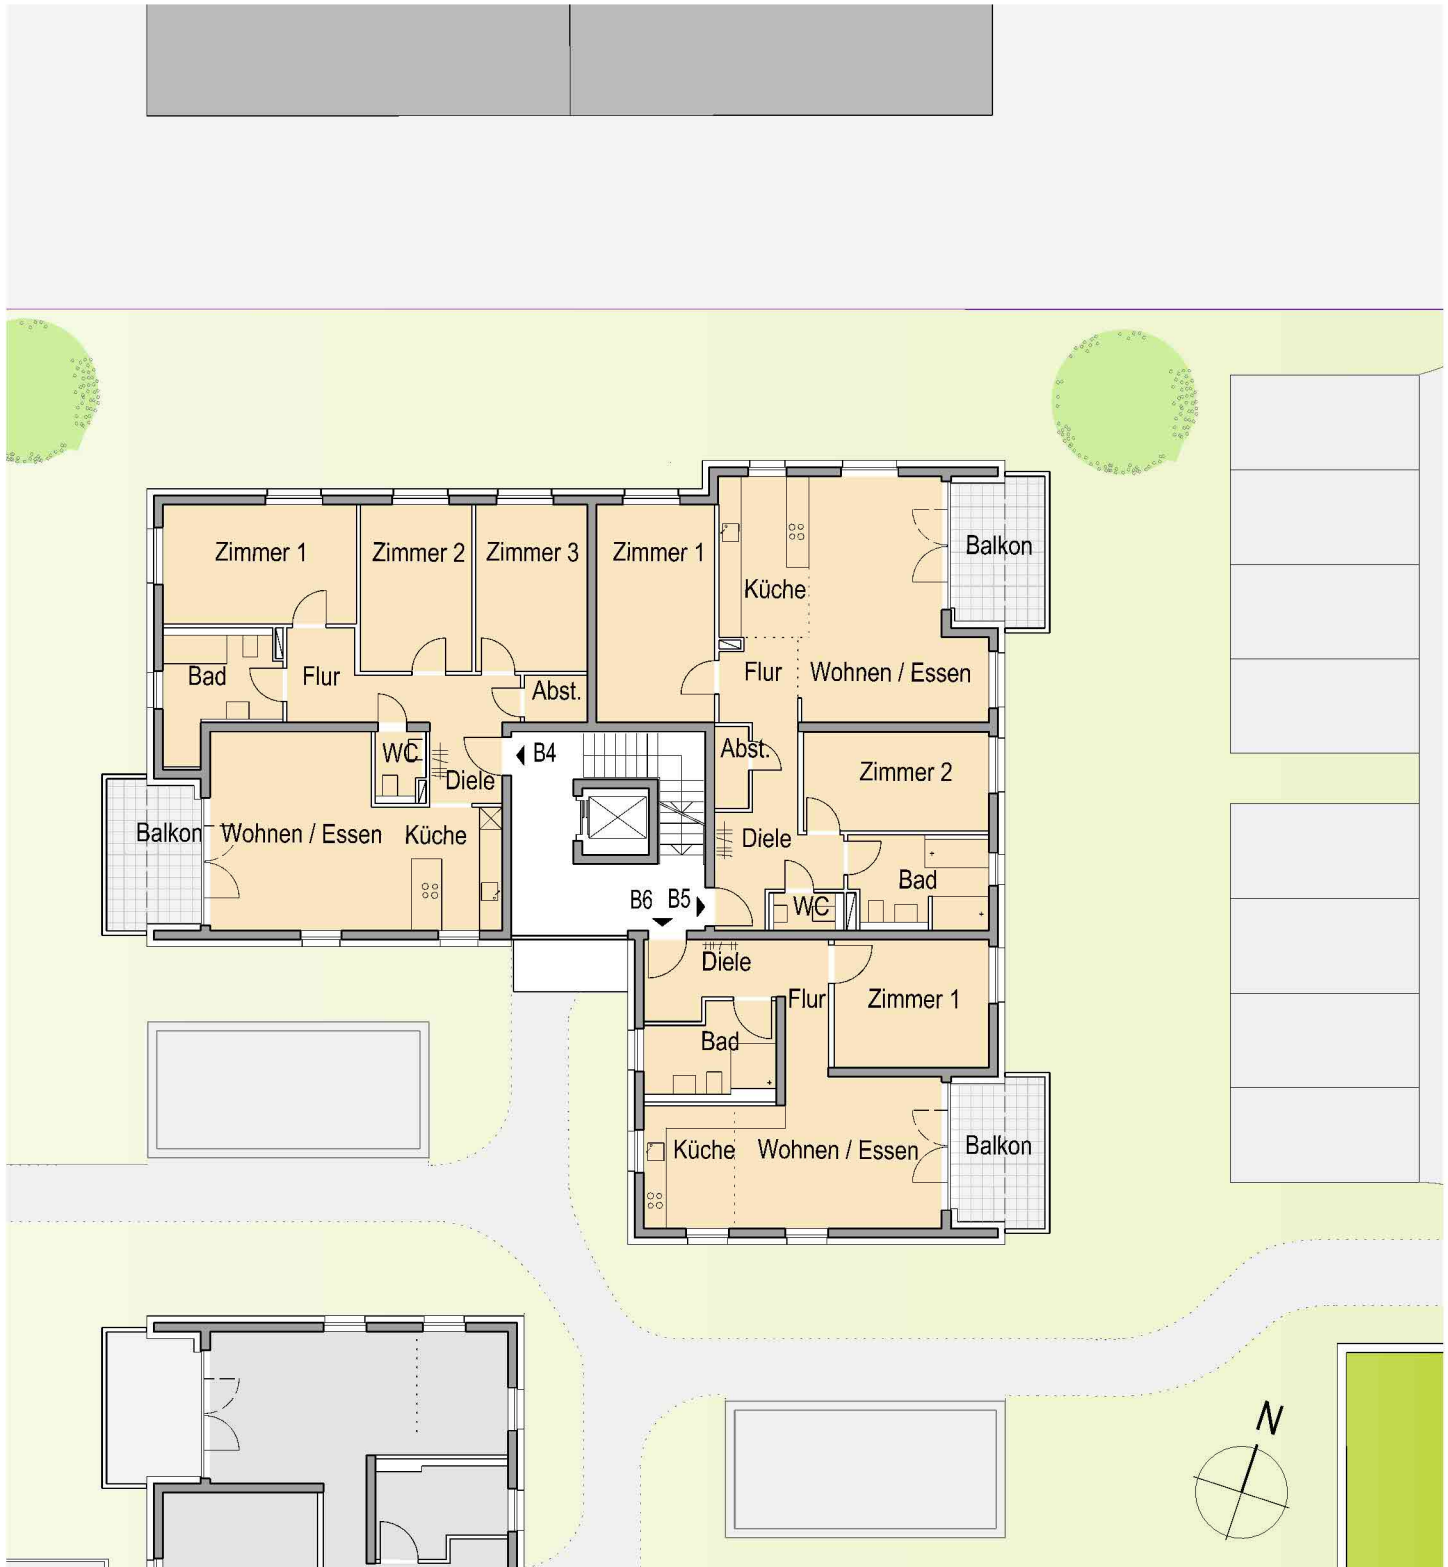 Balkon
Zimmer 1
Zimmer 2
Zimmer 3
Zimmer 1
Küche
Bad
Flur
Abst.
Flur
Wohnen / Essen
WC
Diele
B4
Abst.
Zimmer 2
Balkon
Wohnen / Essen
Küche
Diele
Bad
B6
B5
WC
Diele
Flur
Zimmer 1
Bad
Küche
Wohnen / Essen
Balkon
N